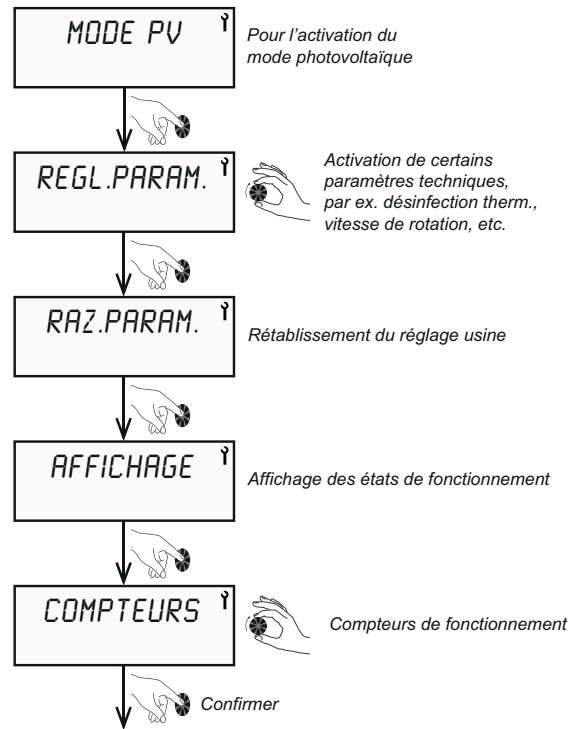 MODE PV
Pour l’activation du
mode photovoltaïque
REGL.PARAM.
Activation de certains
paramètres techniques,
par ex. désinfection therm.,
vitesse de rotation, etc.
RAZ.PARAM.
Rétablissement du réglage usine
AFFICHAGE
Affichage des états de fonctionnement
COMPTEURS
Compteurs de fonctionnement
Confirmer